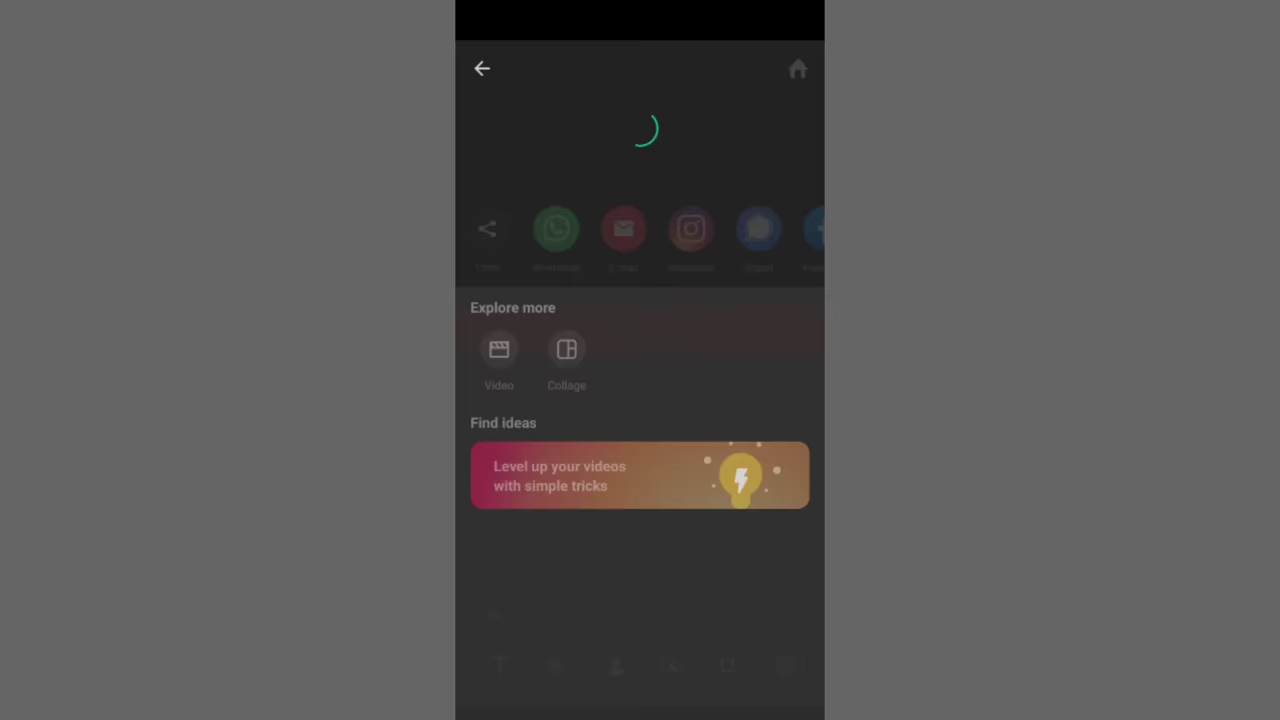 Explore more
Video
Collage
Find ideas
Level up your videos
with simple tricks